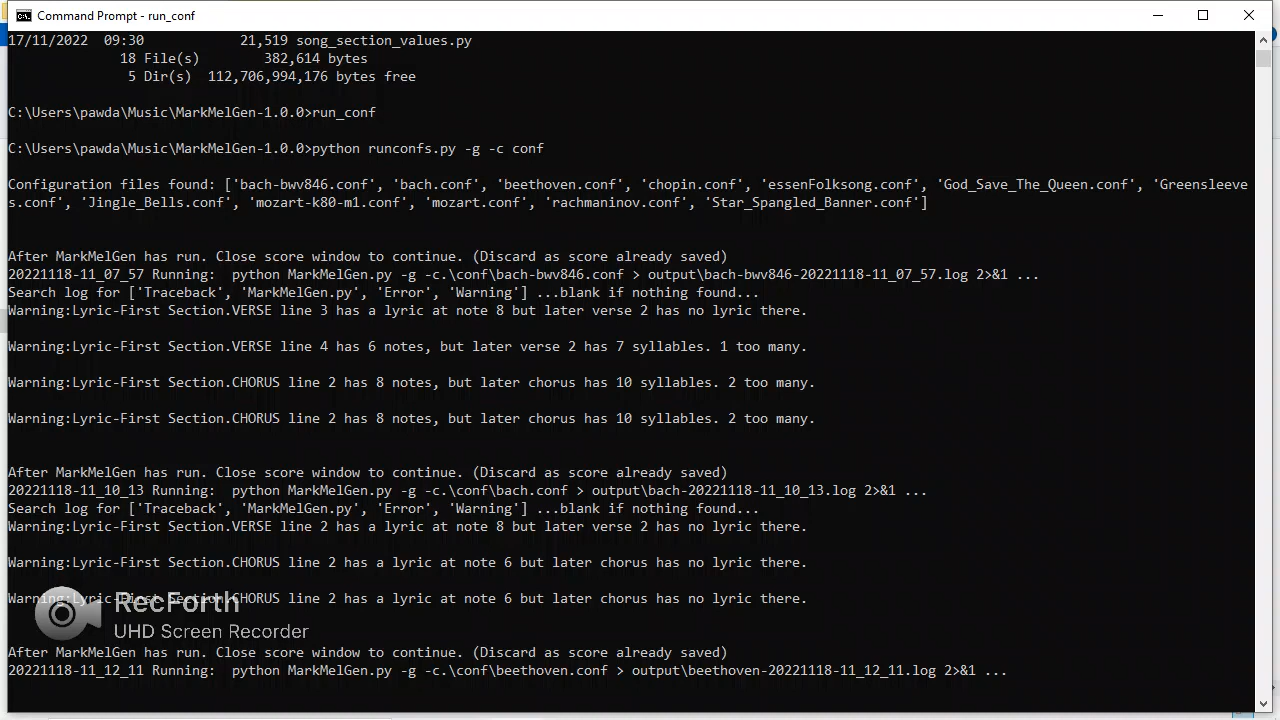 Command Prompt - run_conf
17/11/2022  09:30            21,519 song_section_values.py
              18 File(s)        382,614 bytes
               5 Dir(s)  112,706,994,176 bytes free
C:\Users\pawda\Music\MarkMelGen-1.0.0>run_conf
C:\Users\pawda\Music\MarkMelGen-1.0.0>python runconfs.py -g -c conf
Configuration files found: ['bach-bwv846.conf', 'bach.conf', 'beethoven.conf', 'chopin.conf', 'essenFolksong.conf', 'God_Save_The_Queen.conf', 'Greensleeve
s.conf', 'Jingle_Bells.conf', 'mozart-k80-m1.conf', 'mozart.conf', 'rachmaninov.conf', 'Star_Spangled_Banner.conf']
After MarkMelGen has run. Close score window to continue. (Discard as score already saved)
20221118-11_07_57 Running:  python MarkMelGen.py -g -c.\conf\bach-bwv846.conf > output\bach-bwv846-20221118-11_07_57.log 2>&1 ...
Search log for ['Traceback', 'MarkMelGen.py', 'Error', 'Warning'] ...blank if nothing found...
Warning:Lyric-First Section.VERSE line 3 has a lyric at note 8 but later verse 2 has no lyric there.
Warning:Lyric-First Section.VERSE line 4 has 6 notes, but later verse 2 has 7 syllables. 1 too many.
Warning:Lyric-First Section.CHORUS line 2 has 8 notes, but later chorus has 10 syllables. 2 too many.
Warning:Lyric-First Section.CHORUS line 2 has 8 notes, but later chorus has 10 syllables. 2 too many.
After MarkMelGen has run. Close score window to continue. (Discard as score already saved)
20221118-11_10_13 Running:  python MarkMelGen.py -g -c.\conf\bach.conf > output\bach-20221118-11_10_13.log 2>&1 ...
Search log for ['Traceback', 'MarkMelGen.py', 'Error', 'Warning'] ...blank if nothing found...
Warning:Lyric-First Section.VERSE line 2 has a lyric at note 8 but later verse 2 has no lyric there.
Warning:Lyric-First Section.CHORUS line 2 has a lyric at note 6 but later chorus has no lyric there.
Warning:Lyric-First Section.CHORUS line 2 has a lyric at note 6 but later chorus has no lyric there.
RecForth
UHD Screen Recorder
After MarkMelGen has run. Close score window to continue. (Discard as score already saved)
20221118-11_12_11 Running:  python MarkMelGen.py -g -c.\conf\beethoven.conf > output\beethoven-20221118-11_12_11.log 2>&1 ...